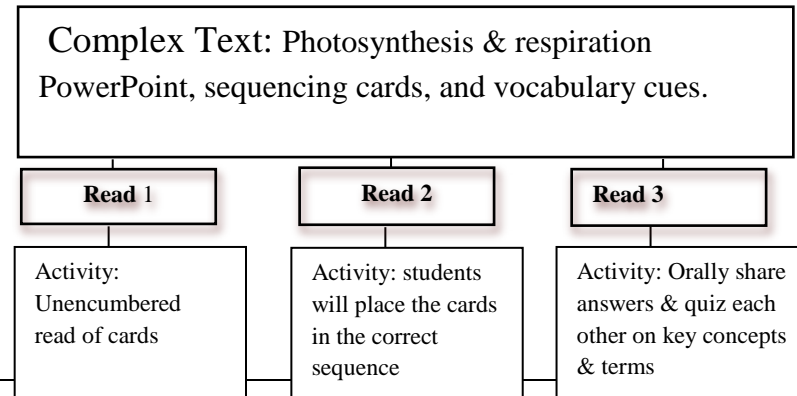 Complex Text: Photosynthesis & respiration
PowerPoint, sequencing cards, and vocabulary cues.
Read 1
Activity:
Unencumbered
read of cards
Read 2
Activity: students
will place the cards
in the correct
sequence
Read 3
Activity: Orally share
answers & quiz each
other on key concepts
& terms